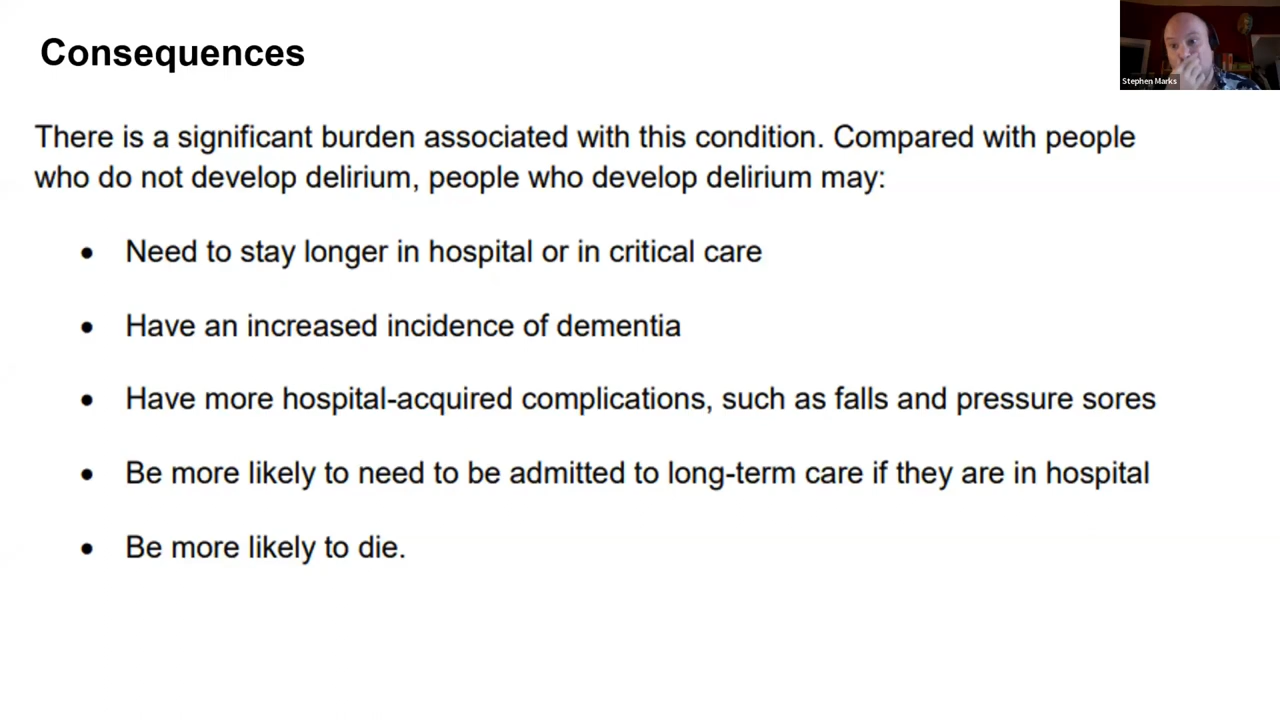 Consequences
Stephen Marks
There is a significant burden associated with this condition. Compared with people
who do not develop delirium, people who develop delirium may:
• Need to stay longer in hospital or in critical care
• Have an increased incidence of dementia
• Have more hospital-acquired complications, such as falls and pressure sores
• Be more likely to need to be admitted to long-term care if they are in hospital
• Be more likely to die.